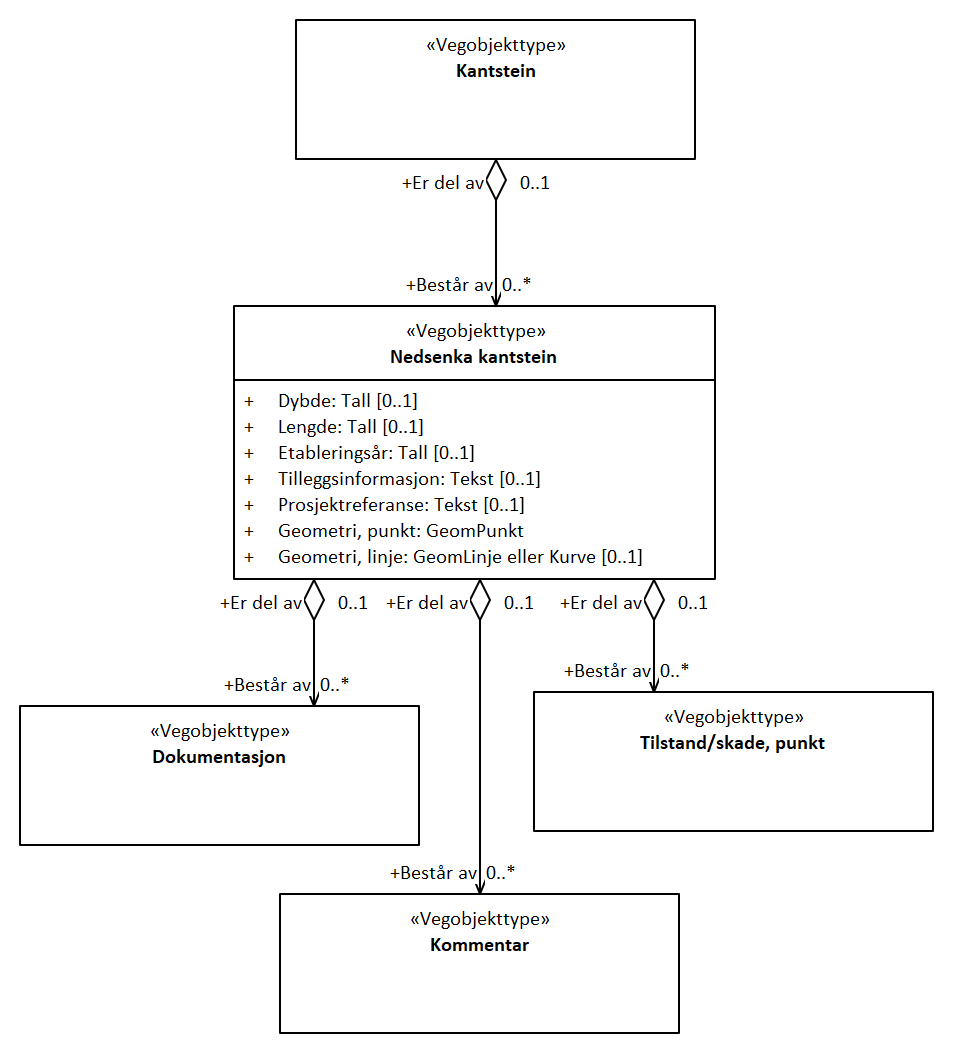 «Vegobjekttype»
Kantstein
+Er del av 0..1
+Består av 0..*
«Vegobjekttype»
Nedsenka kantstein
+ Dybde: Tall [0..1]
+ Lengde: Tall [0..1]
+ Etableringsår: Tall [0..1]
+ Tilleggsinformasjon: Tekst [0..1]
+ Prosjektreferanse: Tekst [0..1]
+ Geometri, punkt: GeomPunkt
+ Geometri, linje: GeomLinje eller Kurve [0..1]
+Er del av 0..1 +Er del av 0..1 +Er del av 0..1
+Består av 0..*
+Består av 0..*
«Vegobjekttype»
Tilstand/skade, punkt
«Vegobjekttype»
Dokumentasjon
+Består av 0..*
«Vegobjekttype»
Kommentar